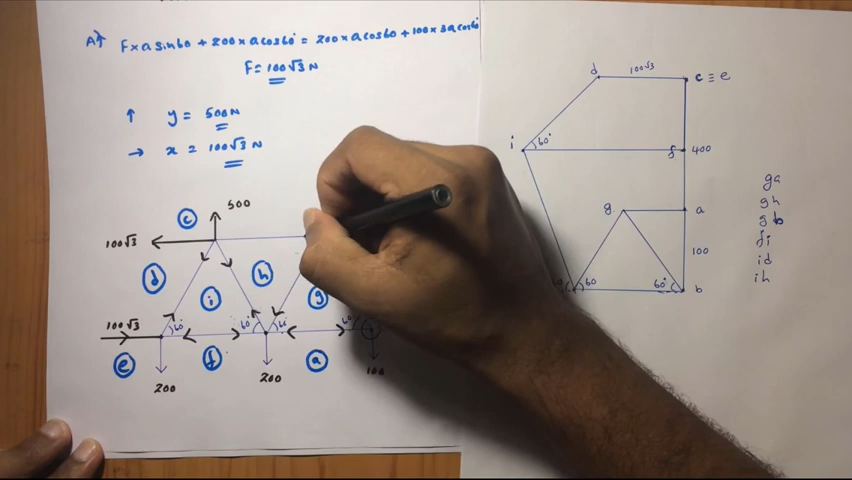 A↑ F × a sin60 + 200 × a cos60° = 200 × a cos60 + 100 × 3a cos60°
F = 100√3 N
↑ y = 500N
→ x = 100√3 N
c 500
100√3
d h
i g
100√3 60° 60° 60° 60°
e f a
200 200 100
d 100√3 c ≡ e
i 60° f 400
g a
100
60 60° b
ga
gh
gb
fi
id
ih